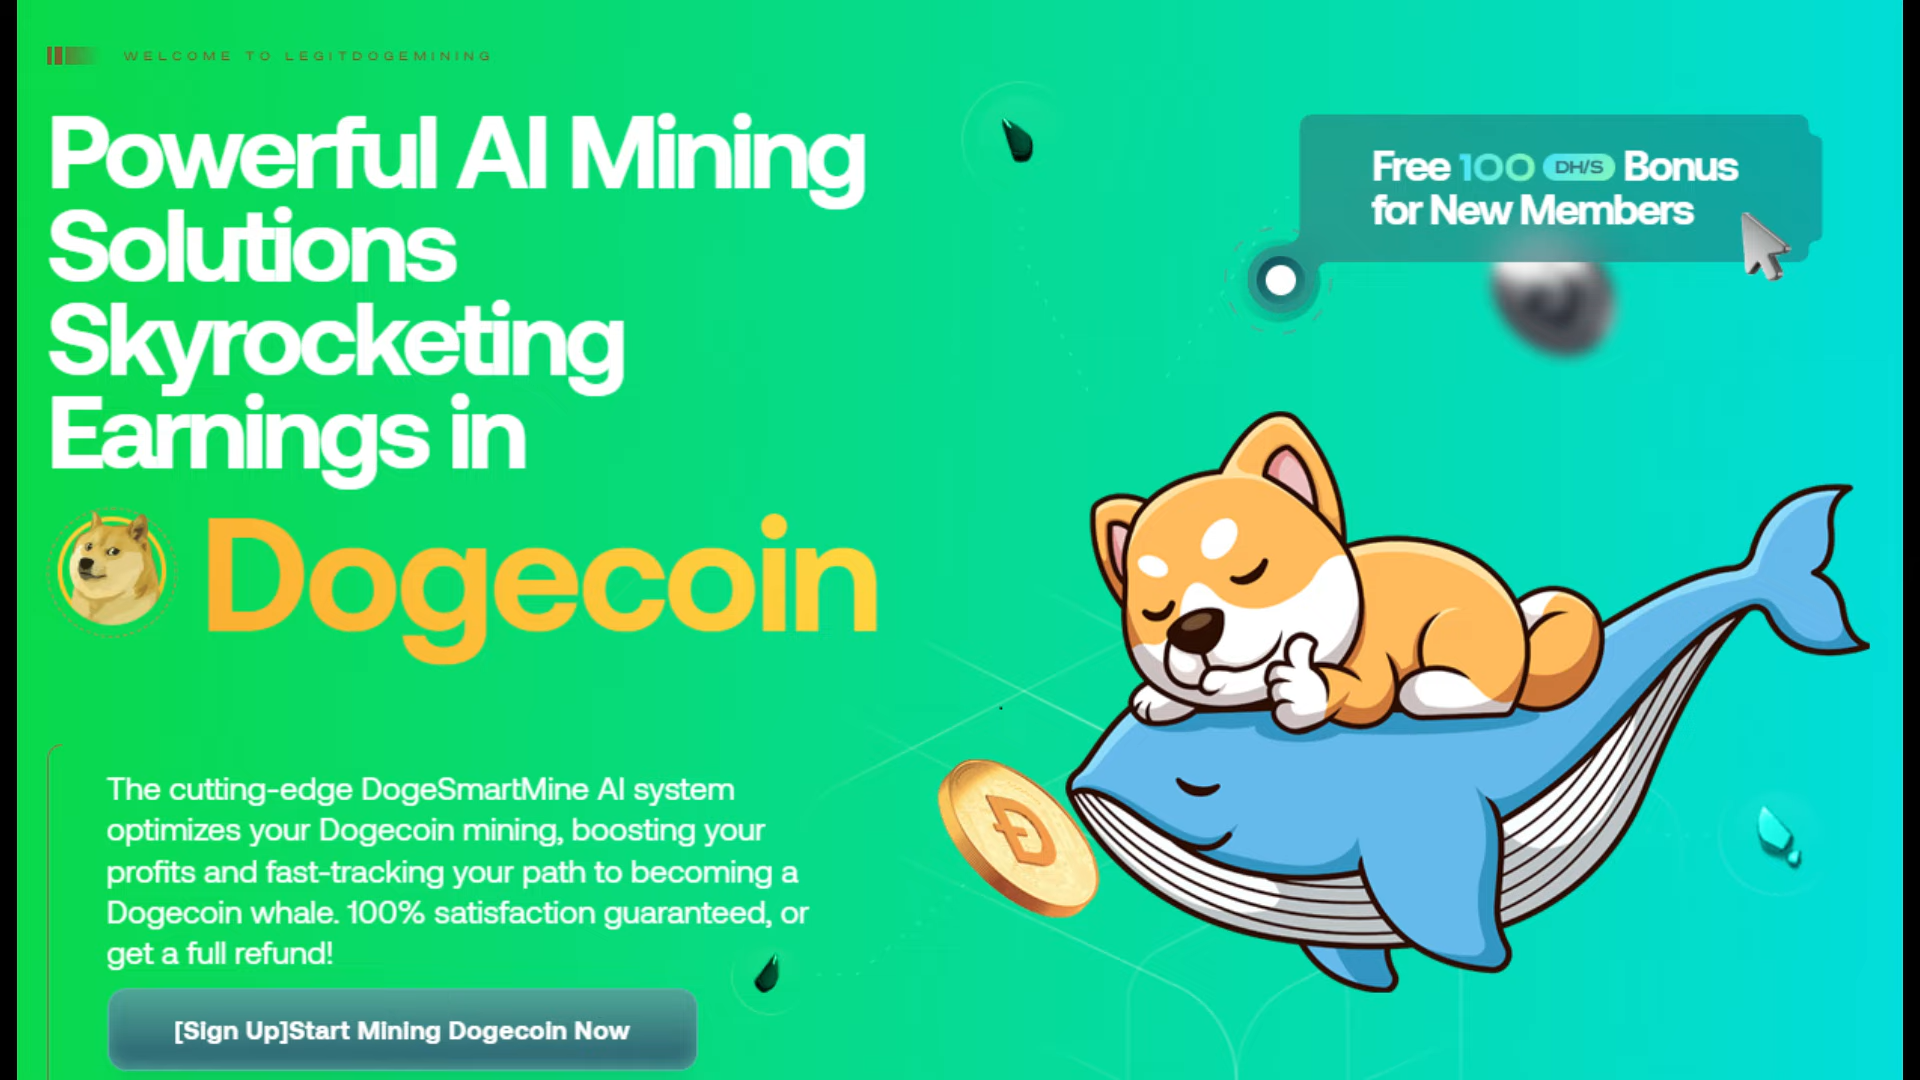 WELCOME TO LEGITDOGEMINING
Powerful AI Mining
Solutions
Skyrocketing
Earnings in
Dogecoin
Free 100 DH/S Bonus
for New Members
The cutting-edge DogeSmartMine AI system
optimizes your Dogecoin mining, boosting your
profits and fast-tracking your path to becoming a
Dogecoin whale. 100% satisfaction guaranteed, or
get a full refund!
[Sign Up]Start Mining Dogecoin Now